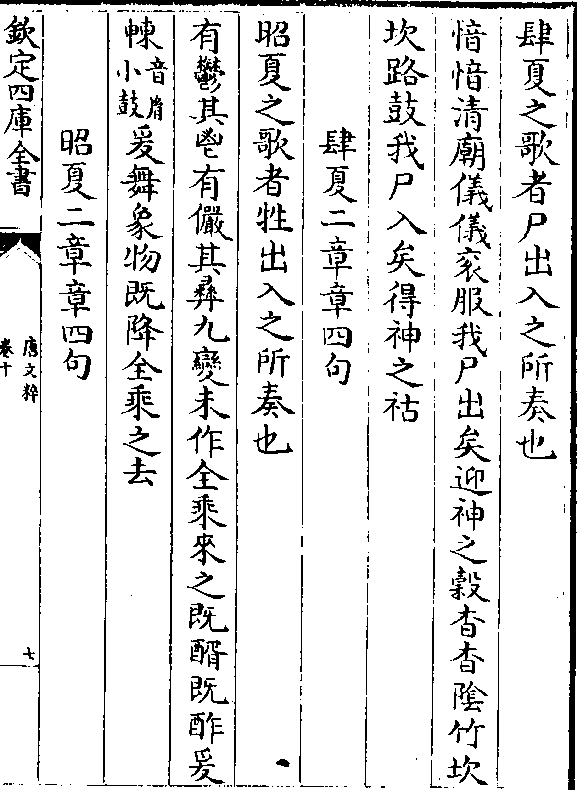 肆夏之歌者尸出入之所奏也
愔愔清廟儀儀衮服我尸出矣迎神之穀杳杳陰竹坎
坎路鼓我尸入矣得神之祜
肆夏二章章四句
昭夏之歌者牲出入之所奏也
有鬱其鬯有儼其彞九變未作全乘來之既醑既酢爰
朄音胤小鼓爰舞象物既降全乘之去
昭夏二章章四句
欽定四庫全書
唐文粹
卷十
七